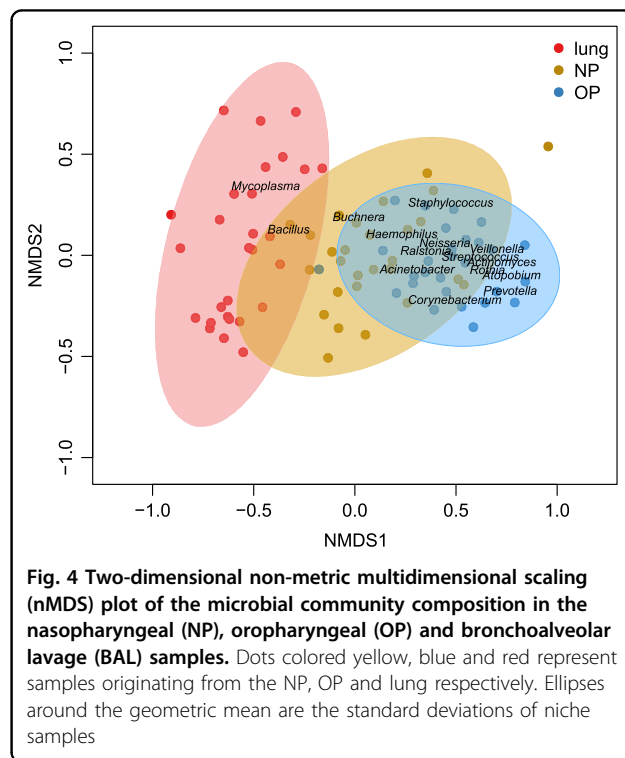 lung
NP
OP
1.0
0.5
0.0
−0.5
−1.0
NMDS2
Mycoplasma
Staphylococcus
Buchnera
Bacillus
Haemophilus
Neisseria
Veillonella
Ralstonia
Streptococcus
Actinomyces
Acinetobacter
Rothia
Atopobium
Prevotella
Corynebacterium
−1.0 −0.5 0.0 0.5 1.0
NMDS1
Fig. 4 Two-dimensional non-metric multidimensional scaling
(nMDS) plot of the microbial community composition in the
nasopharyngeal (NP), oropharyngeal (OP) and bronchoalveolar
lavage (BAL) samples. Dots colored yellow, blue and red represent
samples originating from the NP, OP and lung respectively. Ellipses
around the geometric mean are the standard deviations of niche
samples